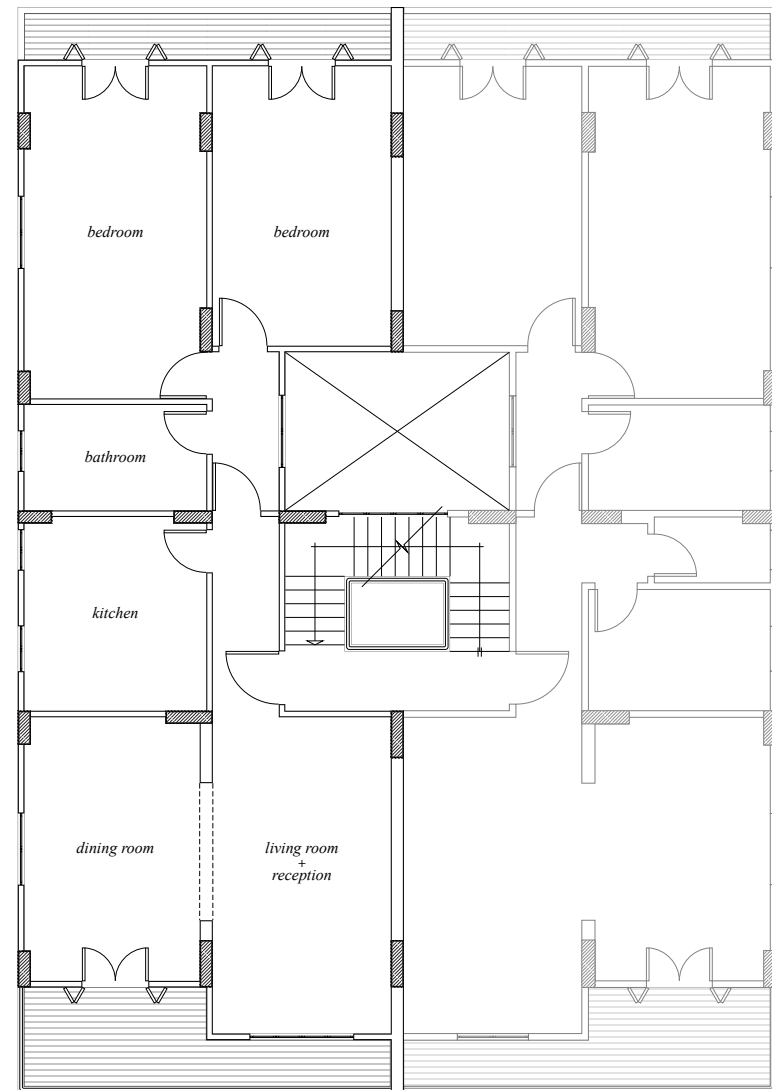 bedroom
bedroom
bathroom
kitchen
dining room
living room
+
reception